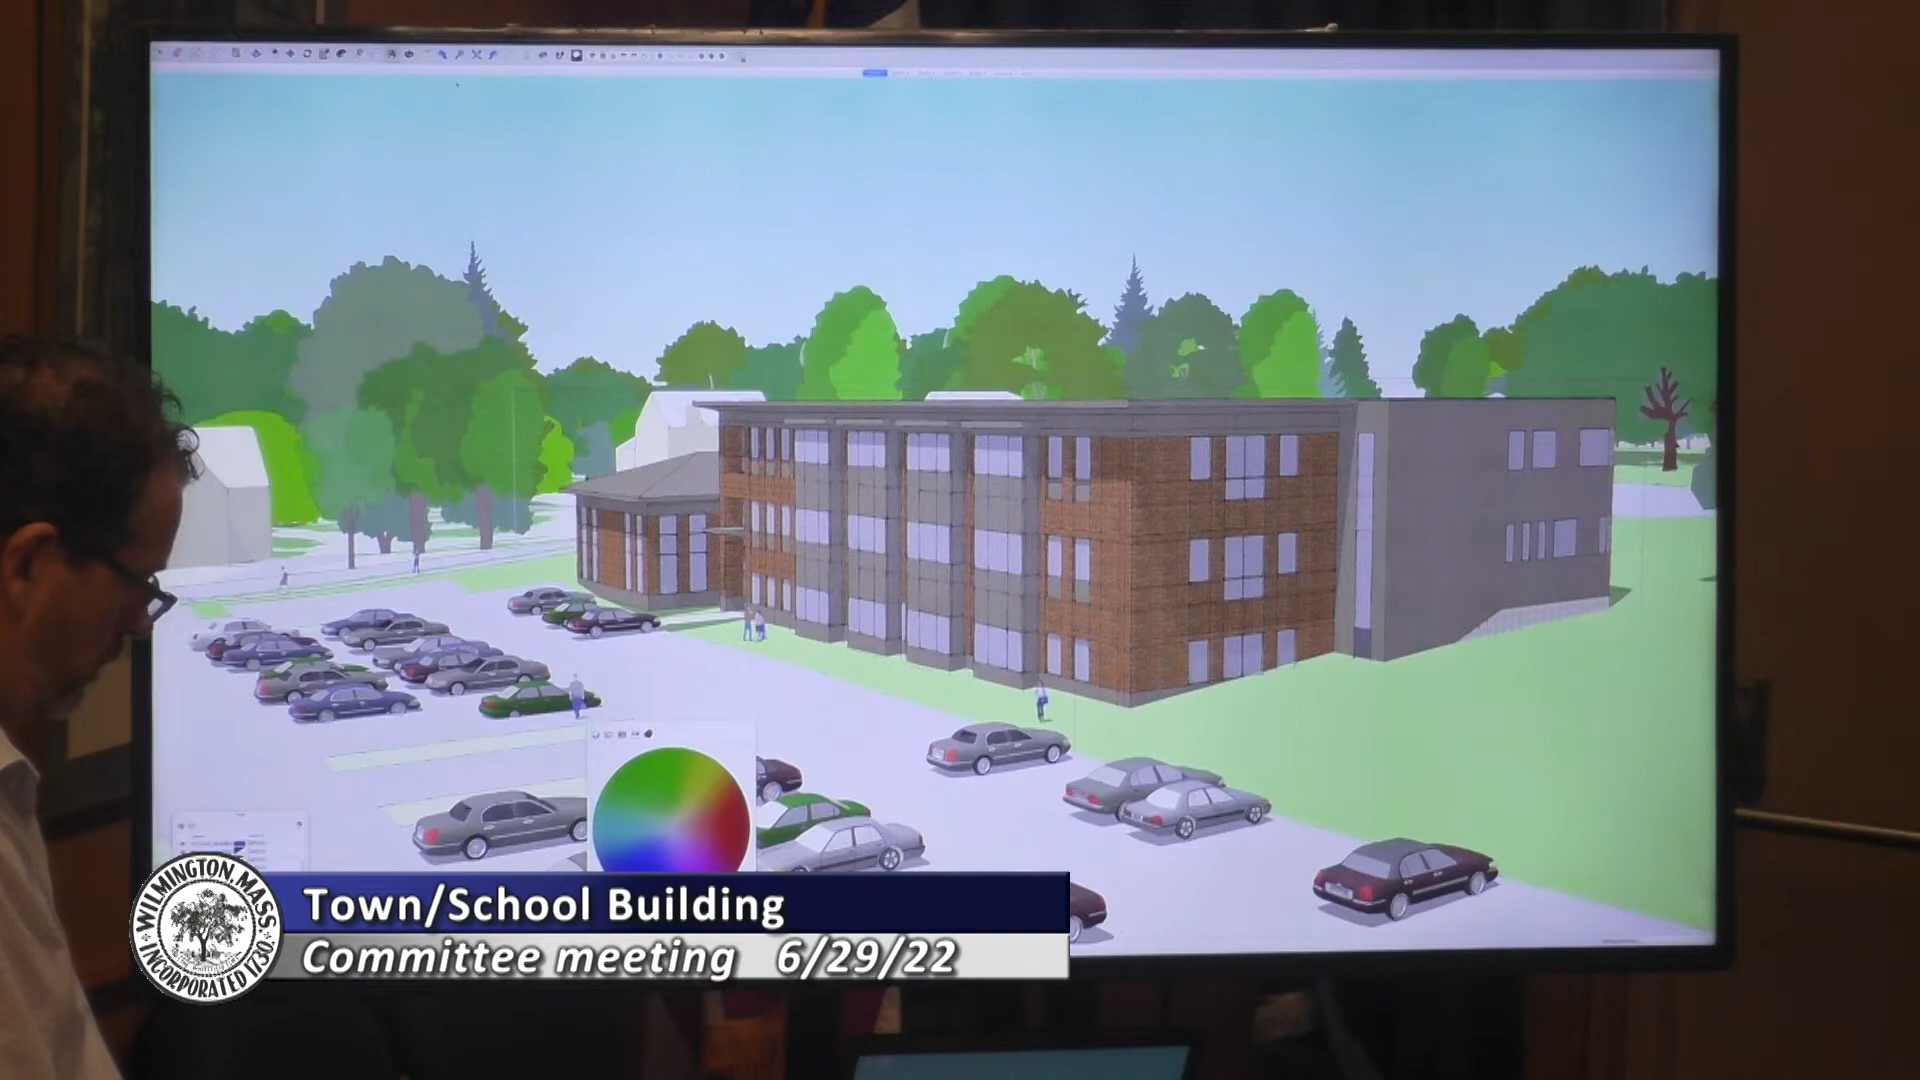 Town/School Building
Committee meeting 6/29/22
WILMINGTON, MASS.
INCORPORATED 1730.